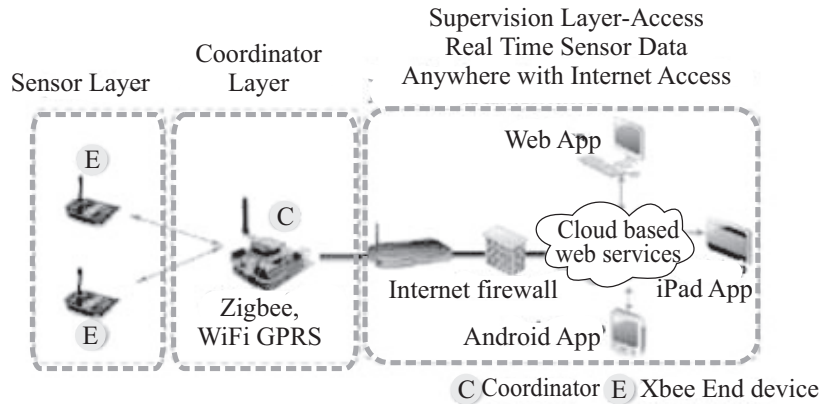 Supervision Layer-Access
Real Time Sensor Data
Anywhere with Internet Access
Coordinator
Layer
Sensor Layer
E
C
E
Zigbee,
WiFi GPRS
Web App
Cloud based
web services
Internet firewall
iPad App
Android App
C Coordinator E Xbee End device